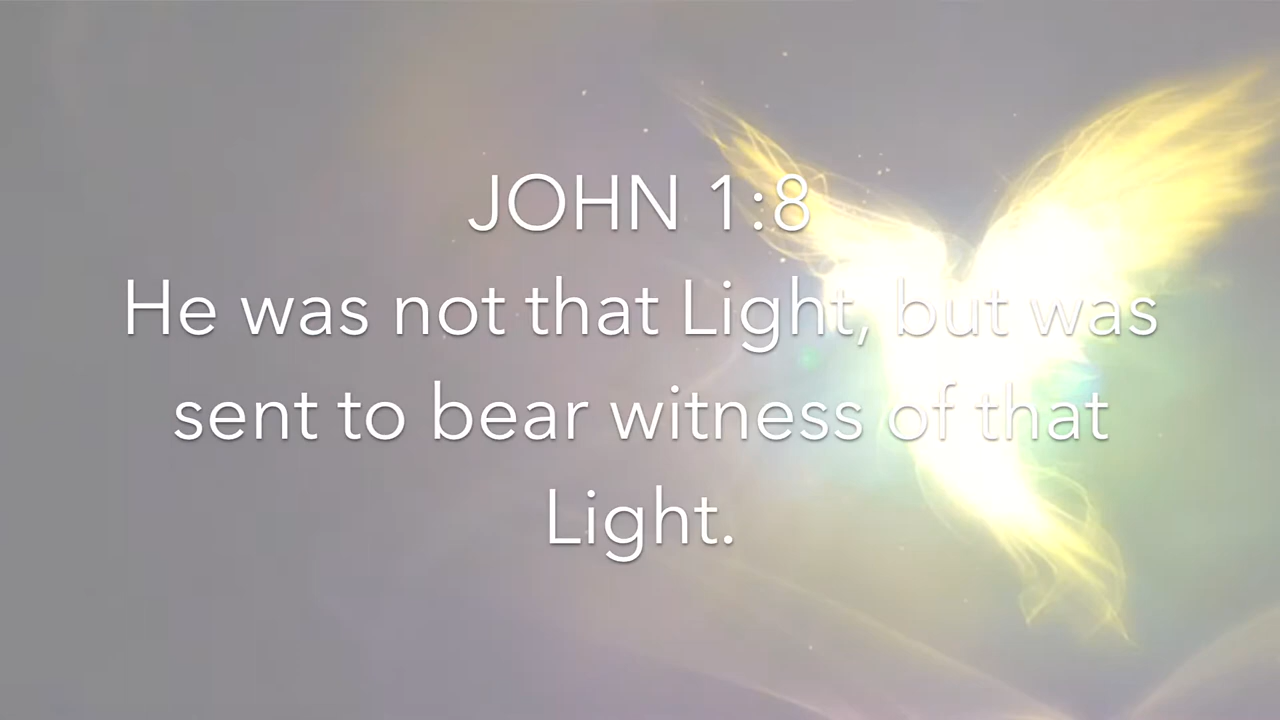 JOHN 1:8
He was not that Light, but was
sent to bear witness of that
Light.